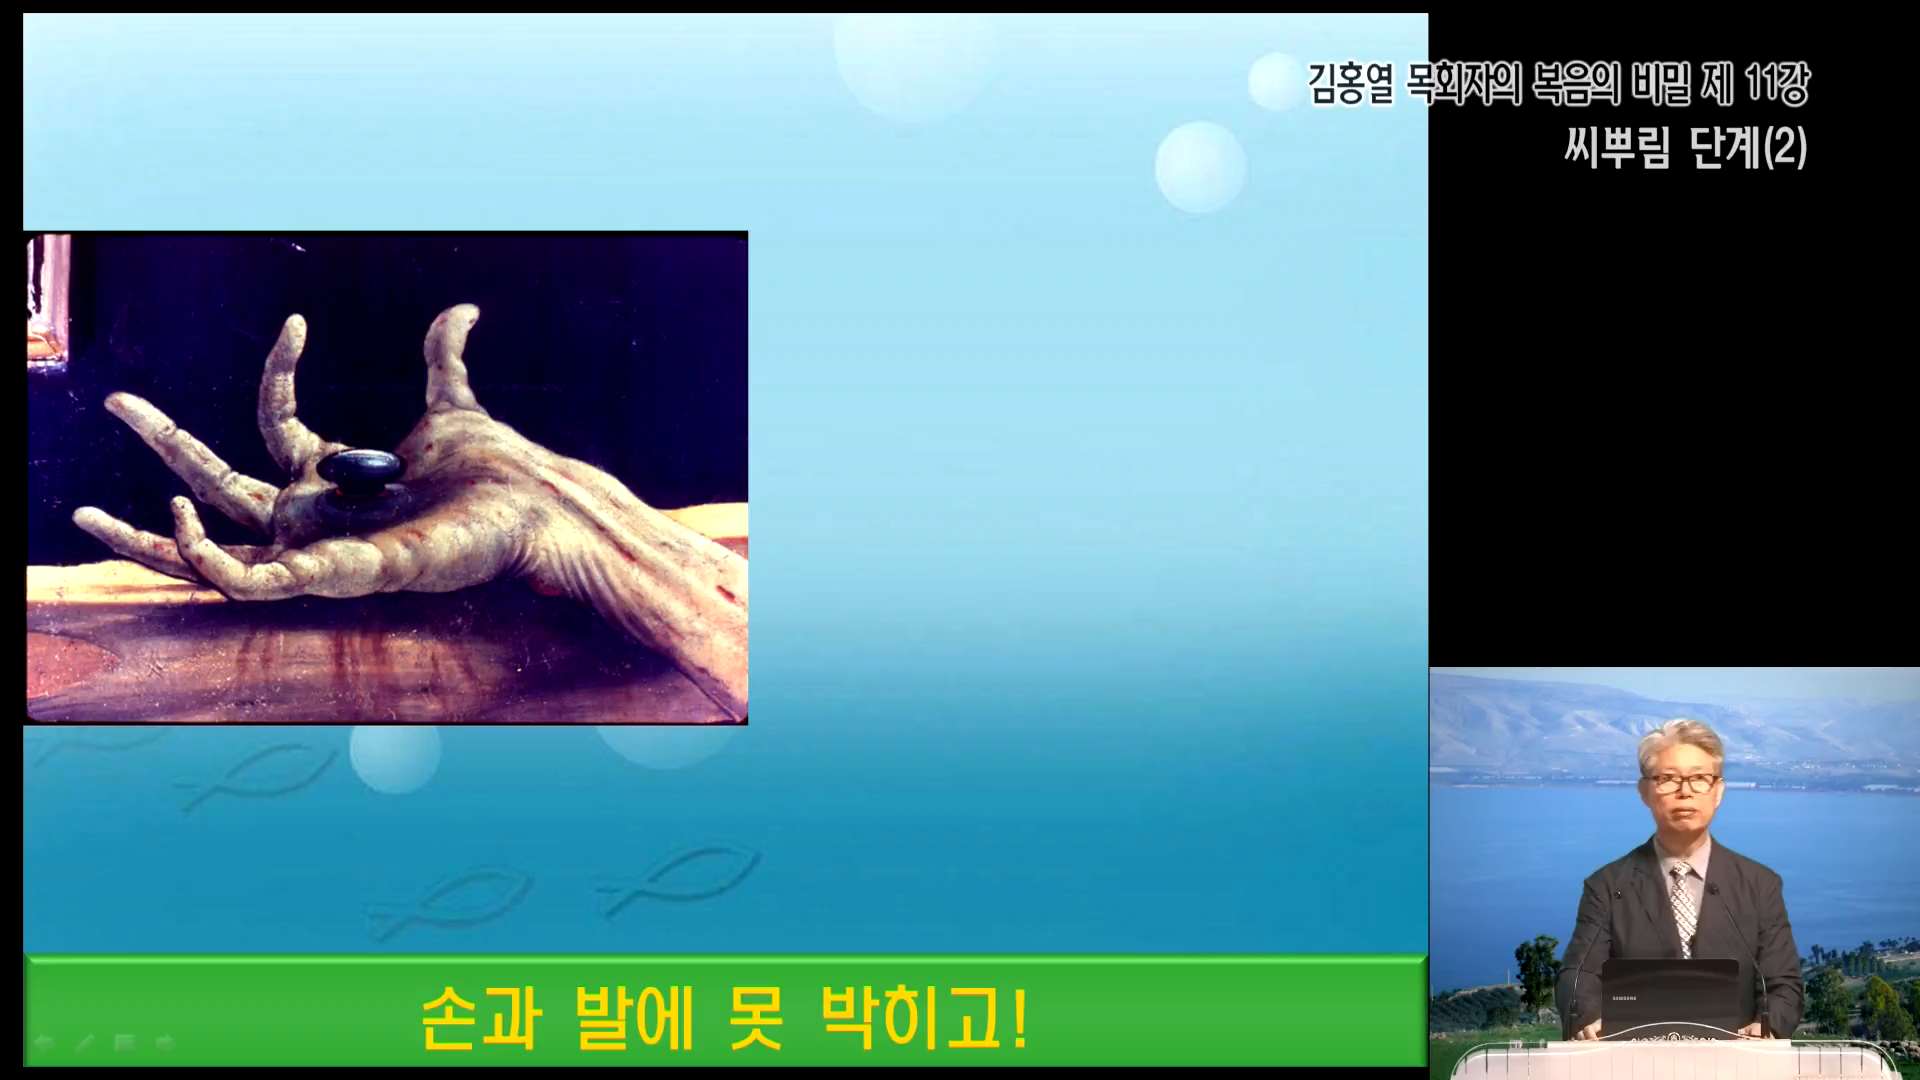 김홍열 목회자의 복음의 비밀 제 11강
씨뿌림 단계(2)
손과 발에 못 박히고!
SAMSUNG